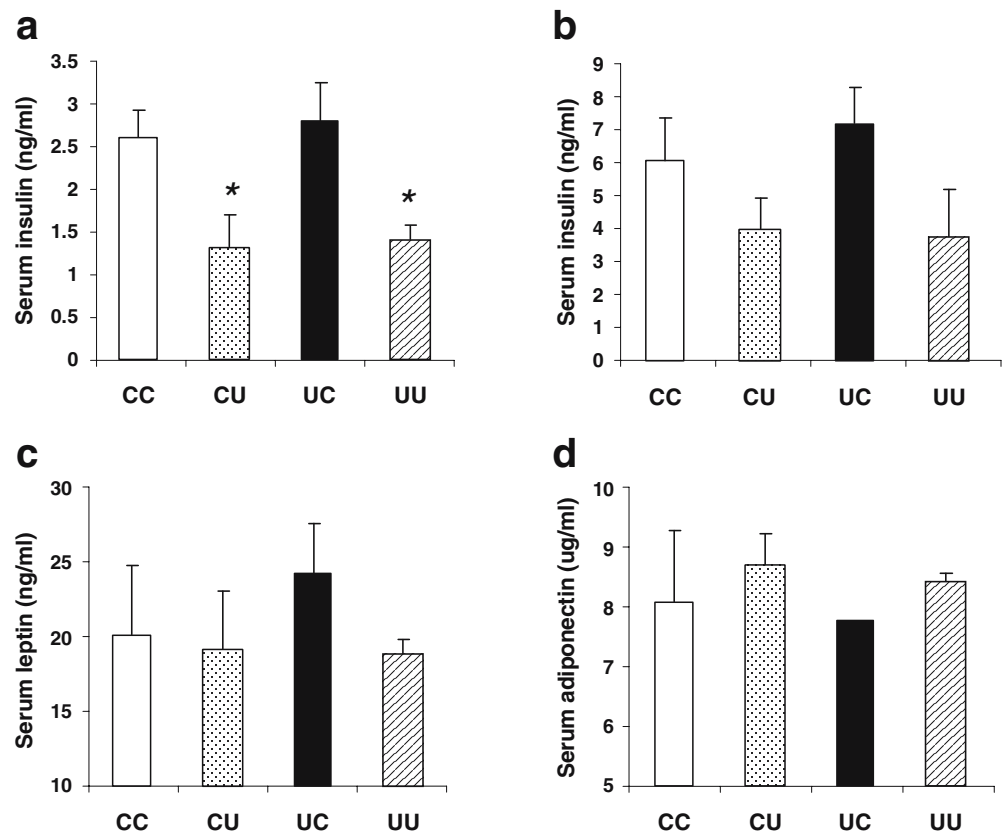 a
Serum insulin (ng/ml)
3.5
3
2.5
2
1.5
1
0.5
0
*
*
CC CU UC UU
b
Serum insulin (ng/ml)
9
8
7
6
5
4
3
2
1
0
CC CU UC UU
c
Serum leptin (ng/ml)
30
25
20
15
10
CC CU UC UU
d
Serum adiponectin (ug/ml)
10
9
8
7
6
5
CC CU UC UU